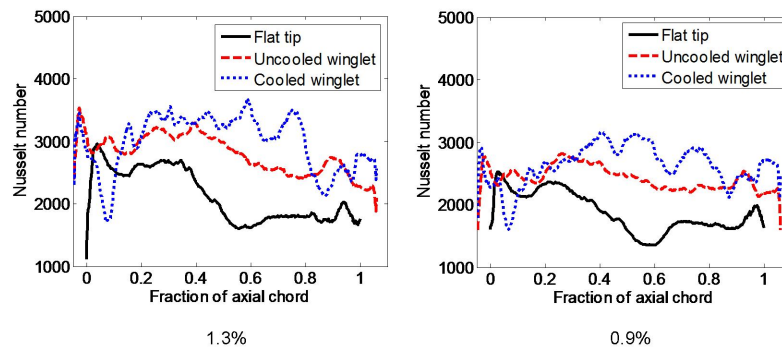 5000
4000
3000
2000
1000
Nusselt number
0
0.2
0.4
0.6
0.8
1
Fraction of axial chord
Flat tip
Uncooled winglet
Cooled winglet
1.3%
5000
4000
3000
2000
1000
Nusselt number
0
0.2
0.4
0.6
0.8
1
Fraction of axial chord
Flat tip
Uncooled winglet
Cooled winglet
0.9%